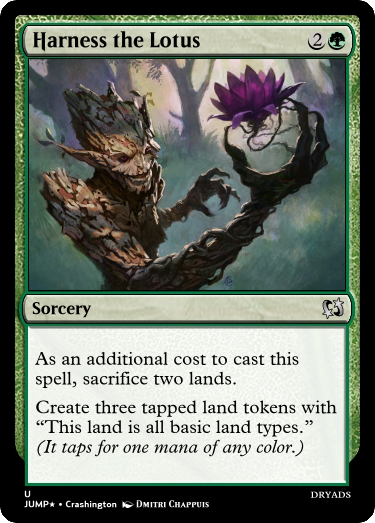 Harness the Lotus 2
Sorcery
As an additional cost to cast this
spell, sacrifice two lands.
Create three tapped land tokens with
“This land is all basic land types.”
(It taps for one mana of any color.)
U
JUMP★ • Crashington Dmitri Chappuis
DRYADS